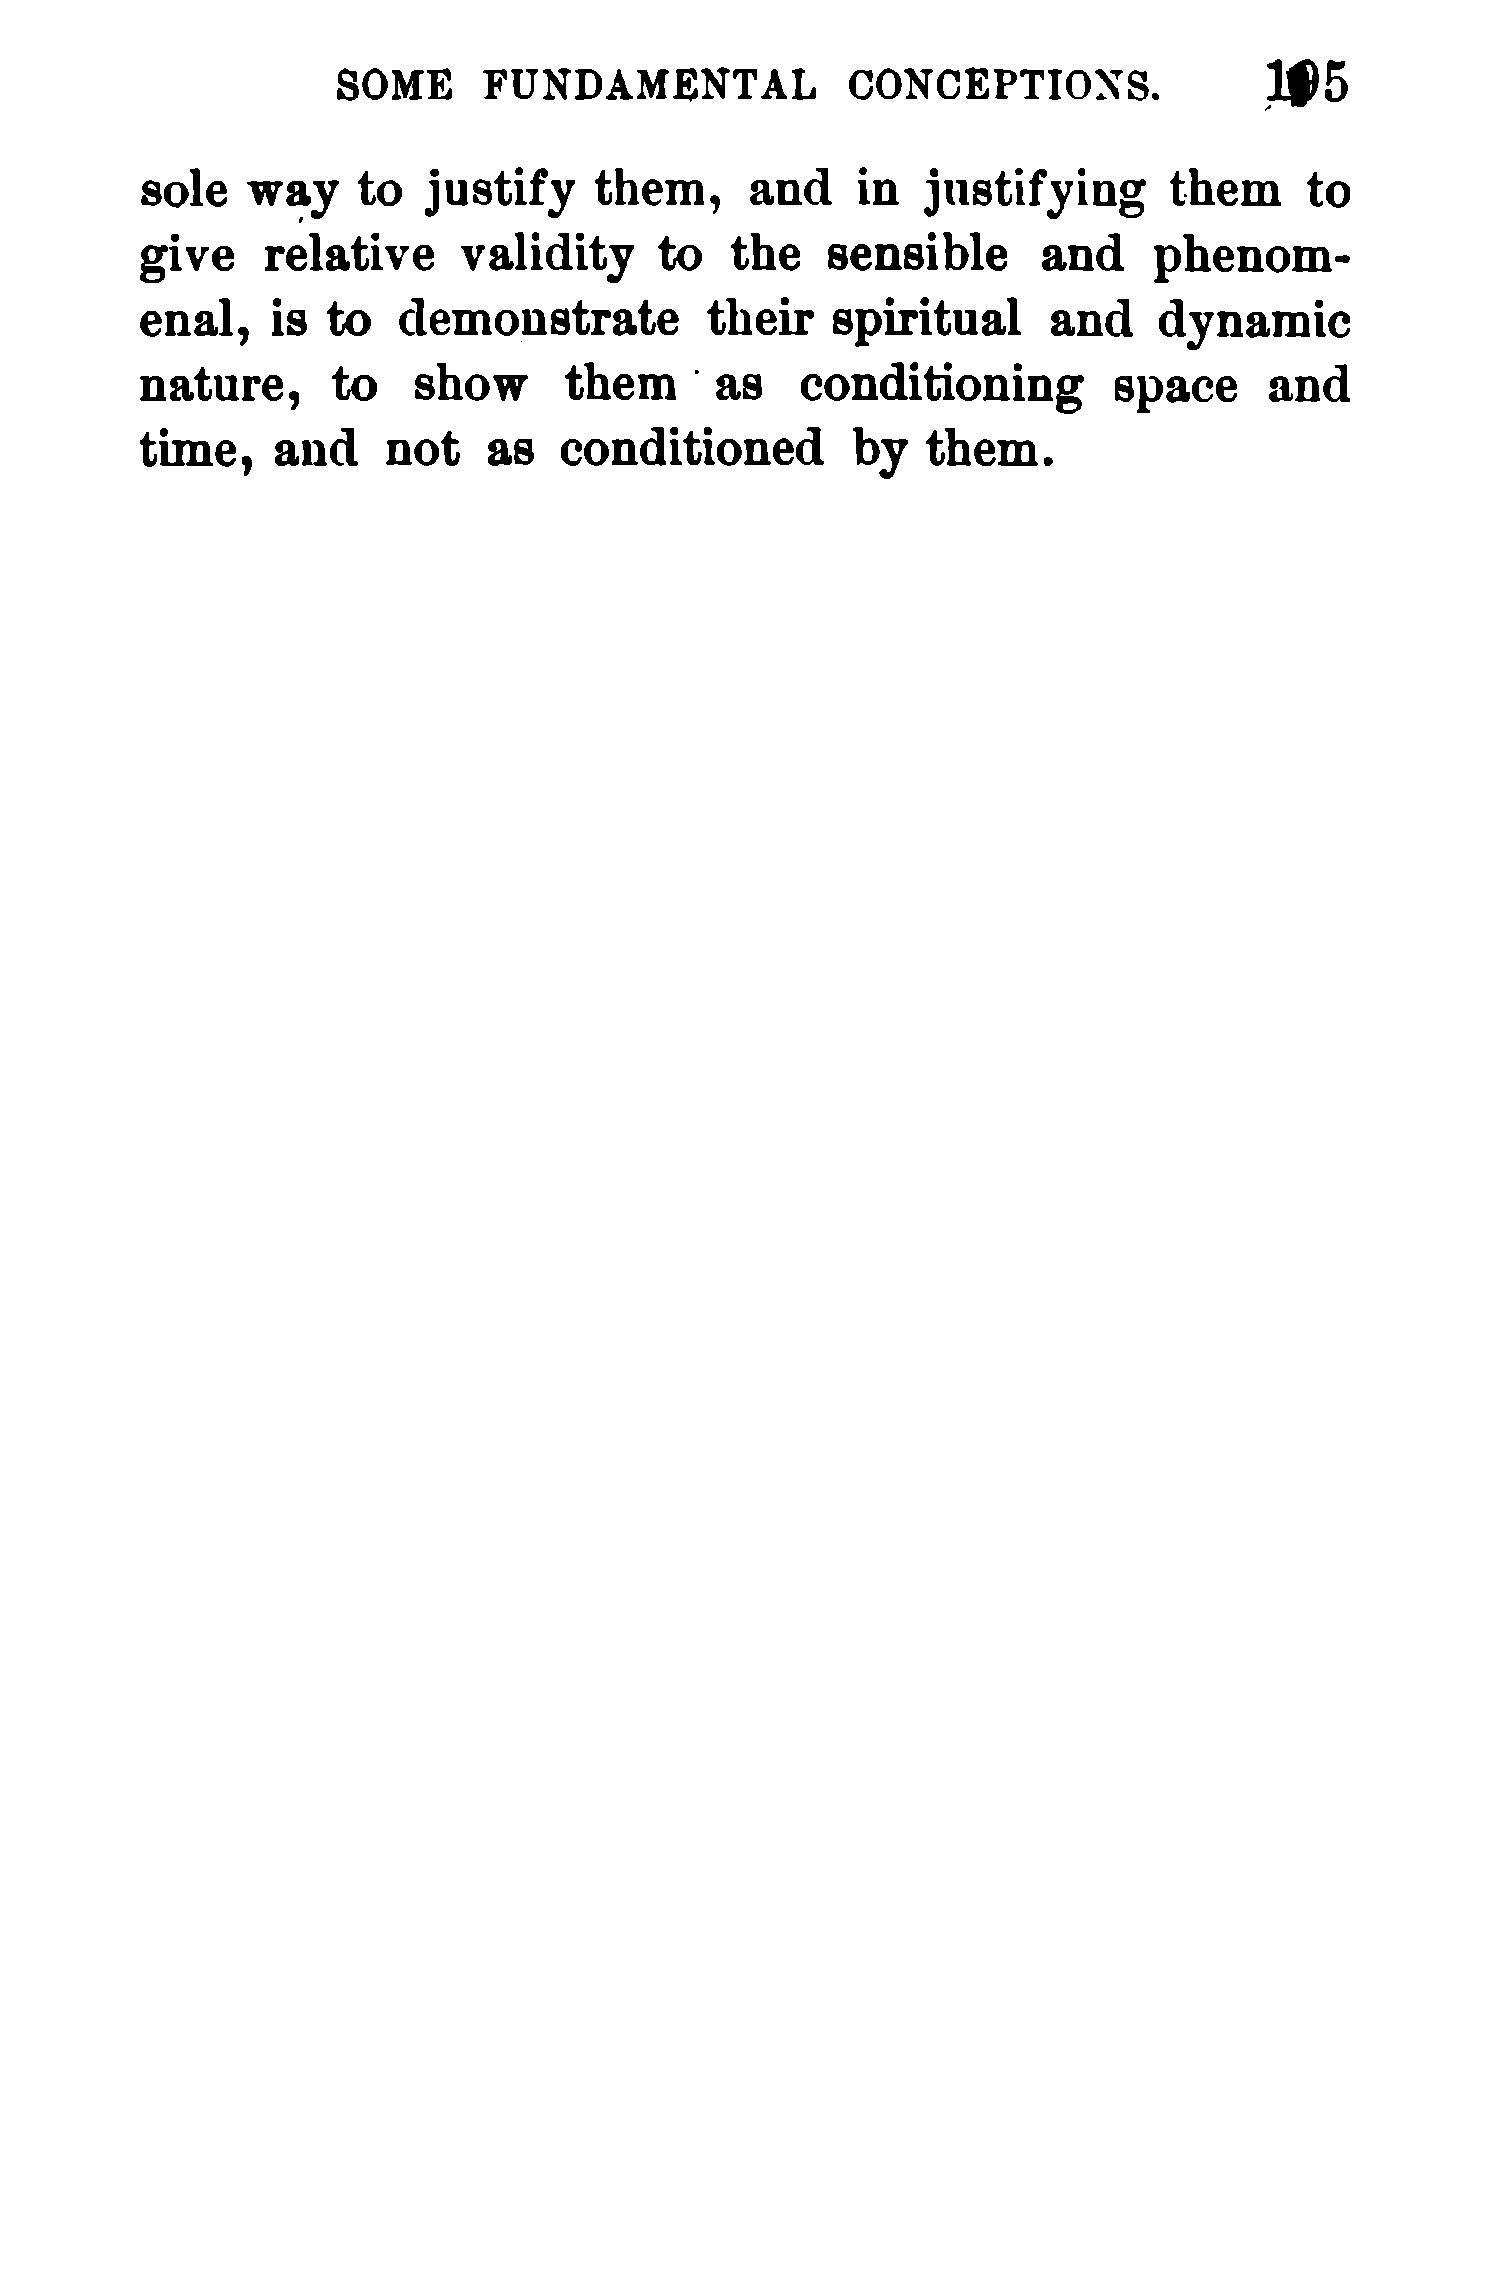 SOME FUNDAMENTAL CONCEPTIONS.
sole way to justify them, and in justifying them to
give relative validity to the sensible and phenom-
enal, is to demonstrate their spiritual and dynamic
nature, to show them as conditioning space and
time, and not as conditioned by them.